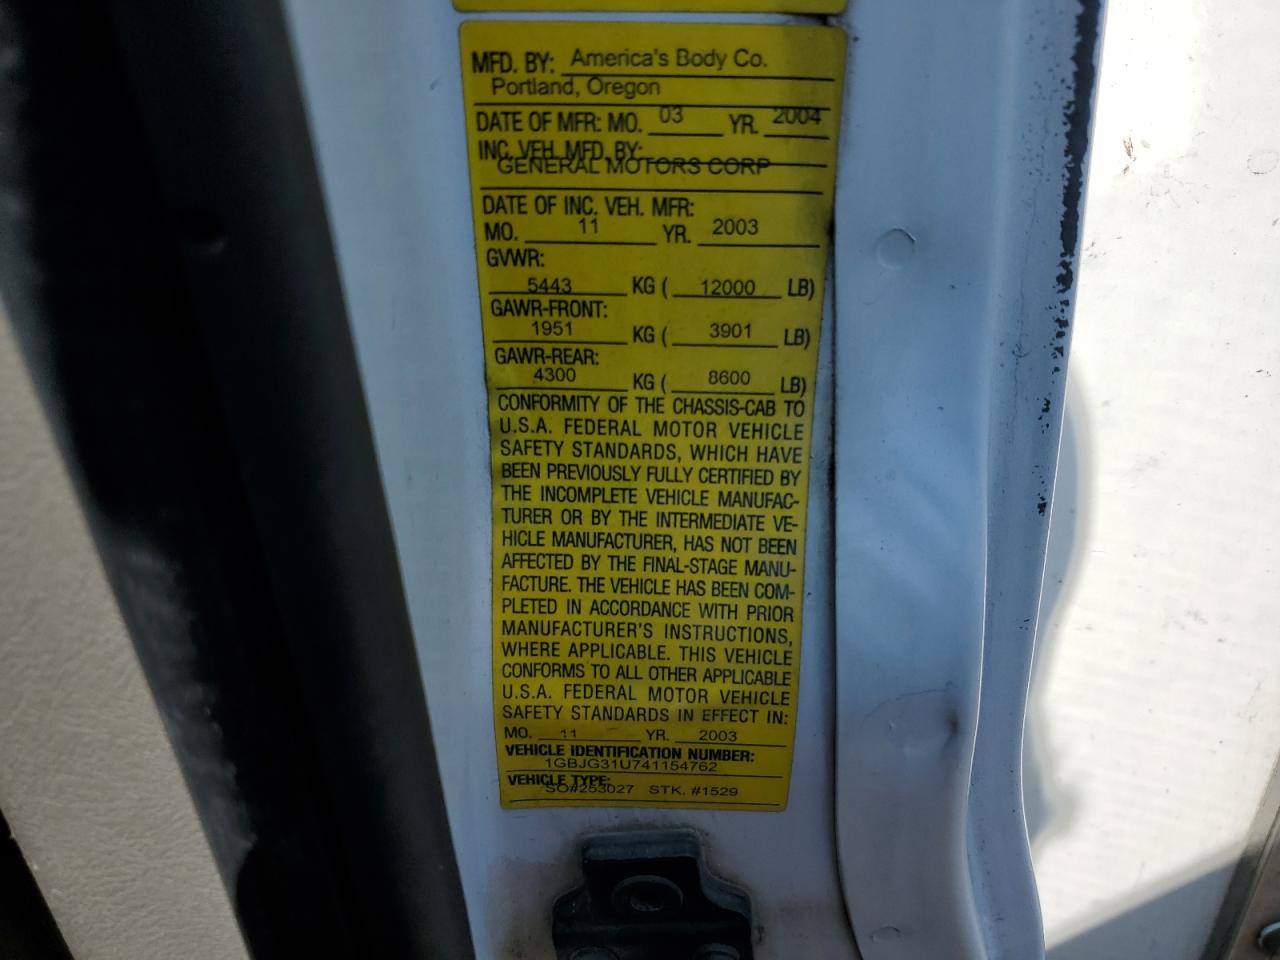 MFD. BY: America's Body Co.
Portland, Oregon
DATE OF MFR: MO. 03 YR. 2004
INC. VEH. MFD. BY:
GENERAL MOTORS CORP
DATE OF INC. VEH. MFR:
MO. 11 YR. 2003
GVWR:
5443 KG ( 12000 LB)
GAWR-FRONT:
1951 KG ( 3901 LB)
GAWR-REAR:
4300 KG ( 8600 LB)
CONFORMITY OF THE CHASSIS-CAB TO
U.S.A. FEDERAL MOTOR VEHICLE
SAFETY STANDARDS, WHICH HAVE
BEEN PREVIOUSLY FULLY CERTIFIED BY
THE INCOMPLETE VEHICLE MANUFAC-
TURER OR BY THE INTERMEDIATE VE-
HICLE MANUFACTURER, HAS NOT BEEN
AFFECTED BY THE FINAL-STAGE MANU-
FACTURE. THE VEHICLE HAS BEEN COM-
PLETED IN ACCORDANCE WITH PRIOR
MANUFACTURER'S INSTRUCTIONS,
WHERE APPLICABLE. THIS VEHICLE
CONFORMS TO ALL OTHER APPLICABLE
U.S.A. FEDERAL MOTOR VEHICLE
SAFETY STANDARDS IN EFFECT IN:
MO. 11 YR. 2003
VEHICLE IDENTIFICATION NUMBER:
1GBJG31U741154762
VEHICLE TYPE:
SO#253027 STK. #1529